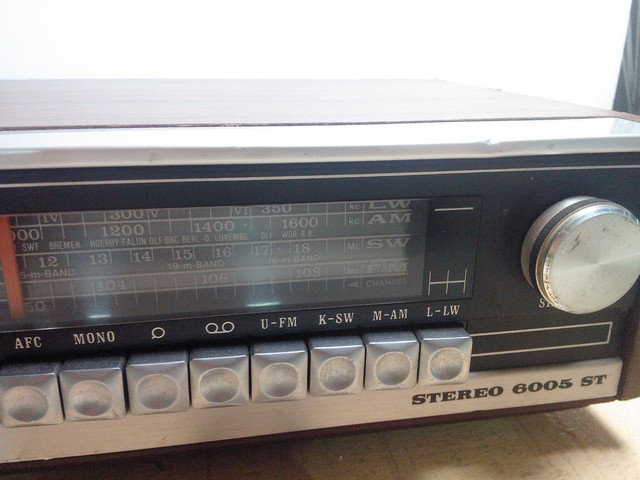 IV 300 V VI 350 kc LW
1200 1400 1600 kc AM
SWF BREMEN HOERBY FALUN DLF BBC BERL LUXEMBG DLF WDR B.R.
12 13 14 15 16 17 18 Mc SW
m-BAND 19-m-BAND 16-m-BAND
104 106 108 FM
CHANNEL
AFC MONO U-FM K-SW M-AM L-LW
STEREO 6005 ST